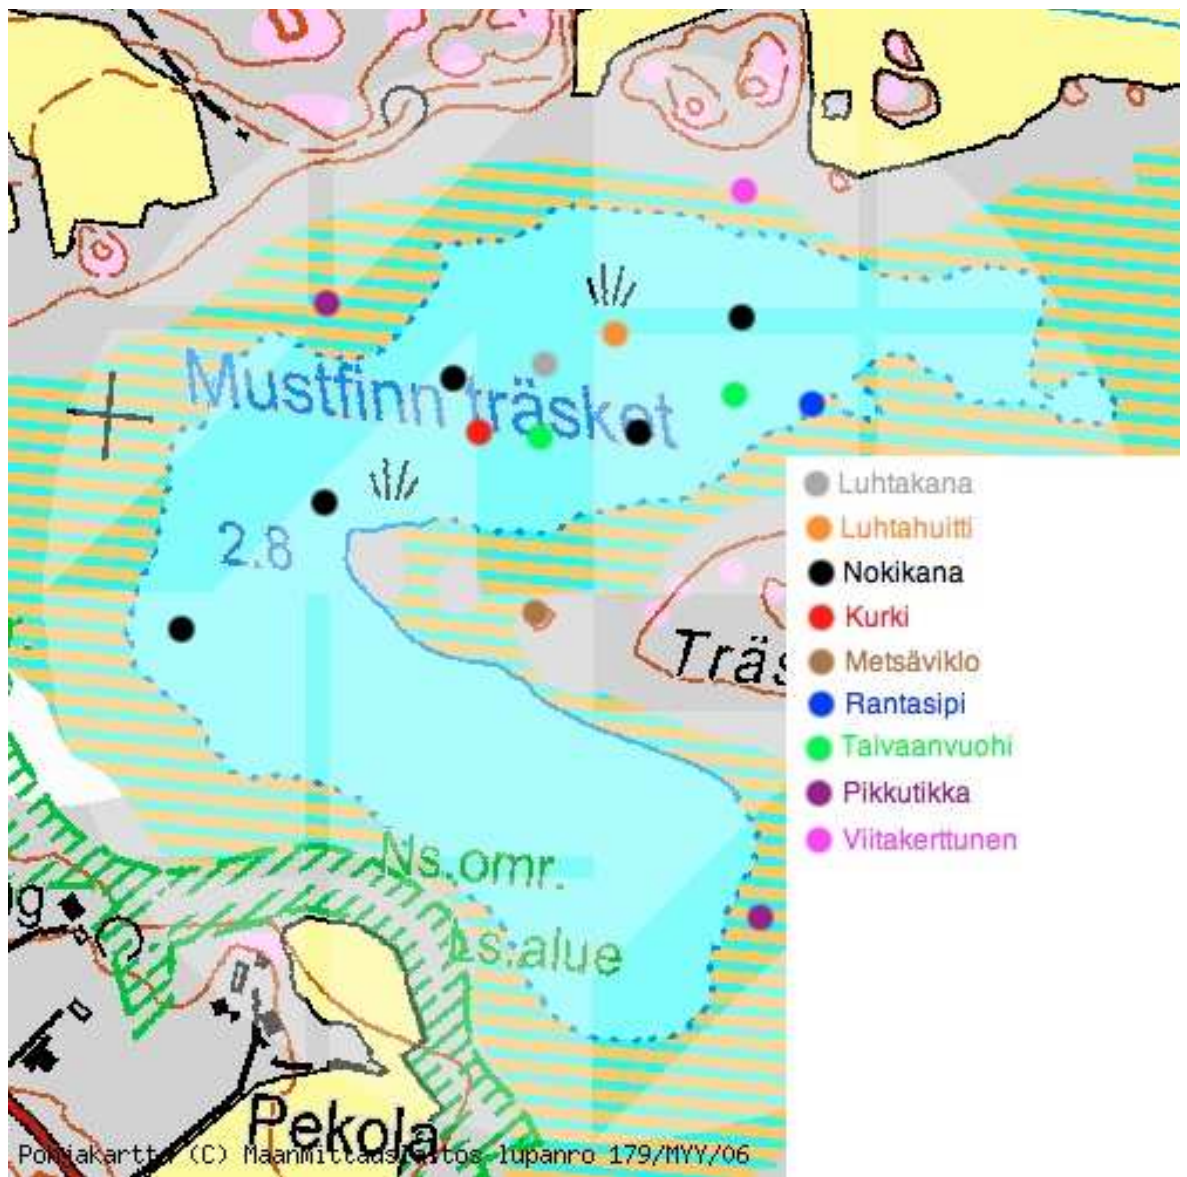 Mustfinn träsket
2.8
Luhtakana
Luhtahuitti
Nokikana
Kurki
Metsäviklo
Rantasipi
Taivaanvuohi
Pikkutikka
Viitakerttunen
Träs
Ns.omr.
Ls.alue
Pekola
Pohjakartta (C) Maanmittauslaitos lupanro 179/MYY/06